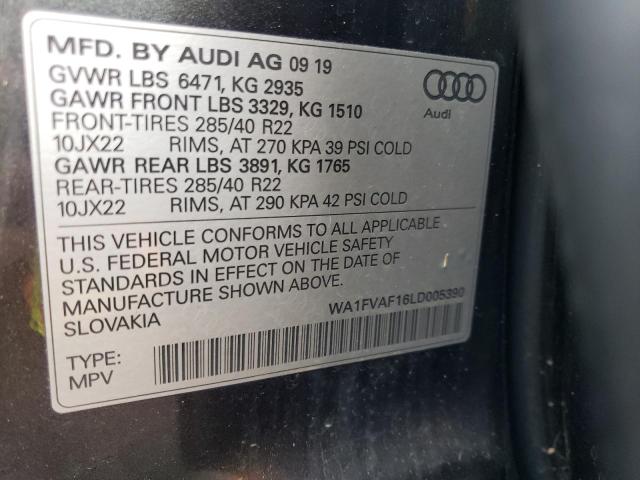 MFD. BY AUDI AG 09 19
GVWR LBS 6471, KG 2935
GAWR FRONT LBS 3329, KG 1510
FRONT-TIRES 285/40 R22
10JX22 RIMS, AT 270 KPA 39 PSI COLD
GAWR REAR LBS 3891, KG 1765
REAR-TIRES 285/40 R22
10JX22 RIMS, AT 290 KPA 42 PSI COLD
Audi
THIS VEHICLE CONFORMS TO ALL APPLICABLE
U.S. FEDERAL MOTOR VEHICLE SAFETY
STANDARDS IN EFFECT ON THE DATE OF
MANUFACTURE SHOWN ABOVE.
SLOVAKIA
WA1FVAF16LD005390
TYPE:
MPV